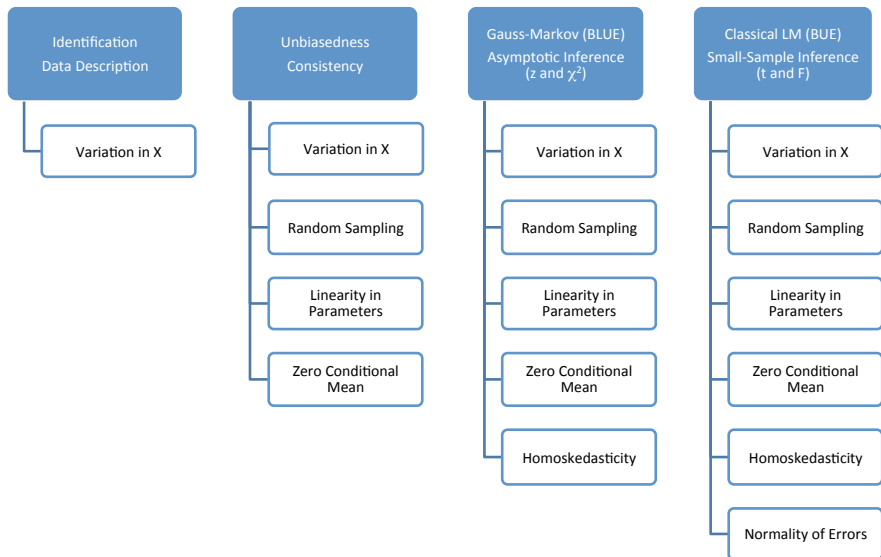 Identification
Data Description
Variation in X
Unbiasedness
Consistency
Variation in X
Random Sampling
Linearity in
Parameters
Zero Conditional
Mean
Gauss-Markov (BLUE)
Asymptotic Inference
(z and χ²)
Variation in X
Random Sampling
Linearity in
Parameters
Zero Conditional
Mean
Homoskedasticity
Classical LM (BUE)
Small-Sample Inference
(t and F)
Variation in X
Random Sampling
Linearity in
Parameters
Zero Conditional
Mean
Homoskedasticity
Normality of Errors